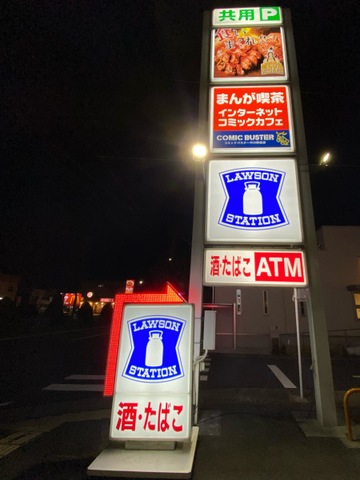 共用 P
まんが喫茶
インターネット
コミックカフェ
COMIC BUSTER
LAWSON
STATION
酒・たばこ ATM
LAWSON
STATION
酒・たばこ